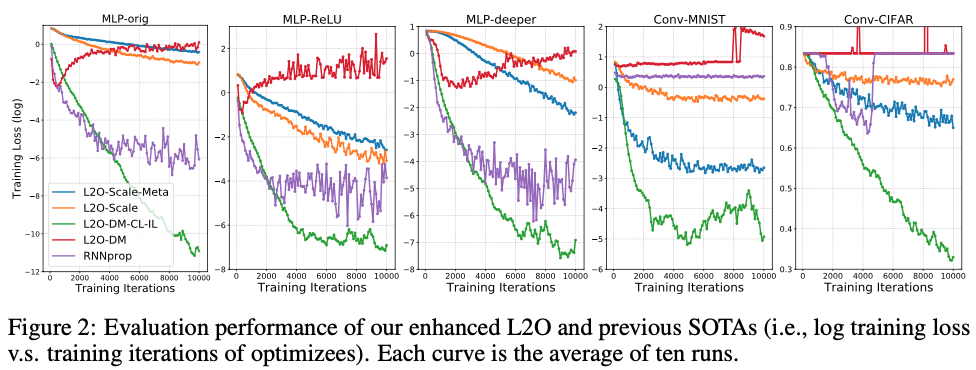 MLP-orig
MLP-ReLU
MLP-deeper
Conv-MNIST
Conv-CIFAR
Training Loss (log)
0
−2
−4
−6
−8
−10
−12
L2O-Scale-Meta
L2O-Scale
L2O-DM-CL-IL
L2O-DM
RNNprop
0 2000 4000 6000 8000 10000
Training Iterations
2
0
−2
−4
−6
−8
0 2000 4000 6000 8000 10000
Training Iterations
1
0
−1
−2
−3
−4
−5
−6
−7
−8
0 2000 4000 6000 8000 10000
Training Iterations
2
1
0
−1
−2
−3
−4
−5
−6
0 2000 4000 6000 8000 10000
Training Iterations
0.9
0.8
0.7
0.6
0.5
0.4
0.3
0 2000 4000 6000 8000 10000
Training Iterations
Figure 2: Evaluation performance of our enhanced L2O and previous SOTAs (i.e., log training loss
v.s. training iterations of optimizees). Each curve is the average of ten runs.